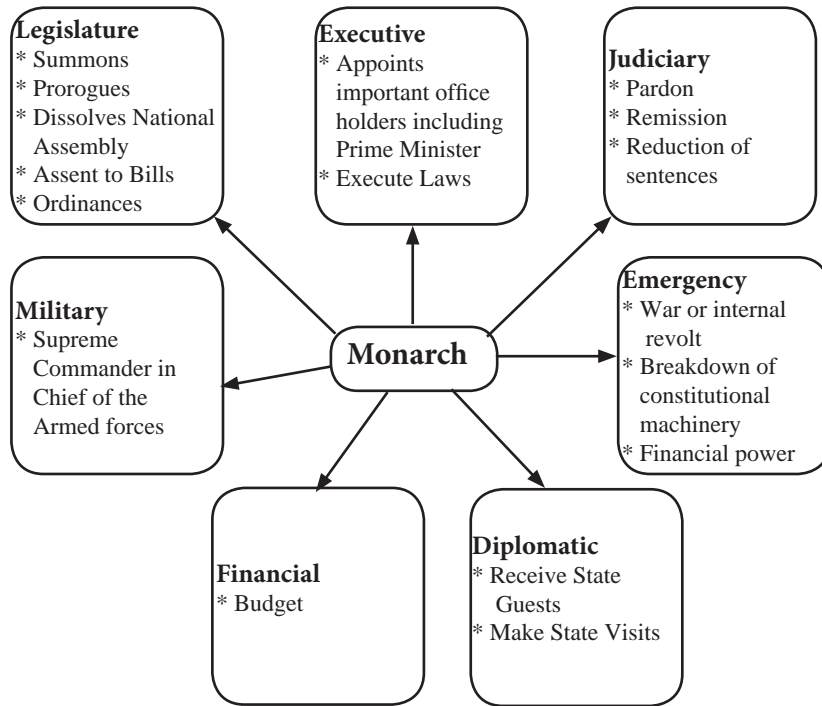 Legislature
* Summons
* Prorogues
* Dissolves National
Assembly
* Assent to Bills
* Ordinances
Executive
* Appoints
important office
holders including
Prime Minister
* Execute Laws
Judiciary
* Pardon
* Remission
* Reduction of
sentences
Military
* Supreme
Commander in
Chief of the
Armed forces
Monarch
Emergency
* War or internal
revolt
* Breakdown of
constitutional
machinery
* Financial power
Financial
* Budget
Diplomatic
* Receive State
Guests
* Make State Visits